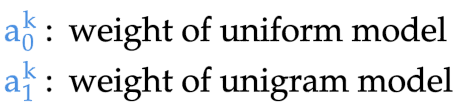 a₀ᵏ : weight of uniform model
a₁ᵏ : weight of unigram model